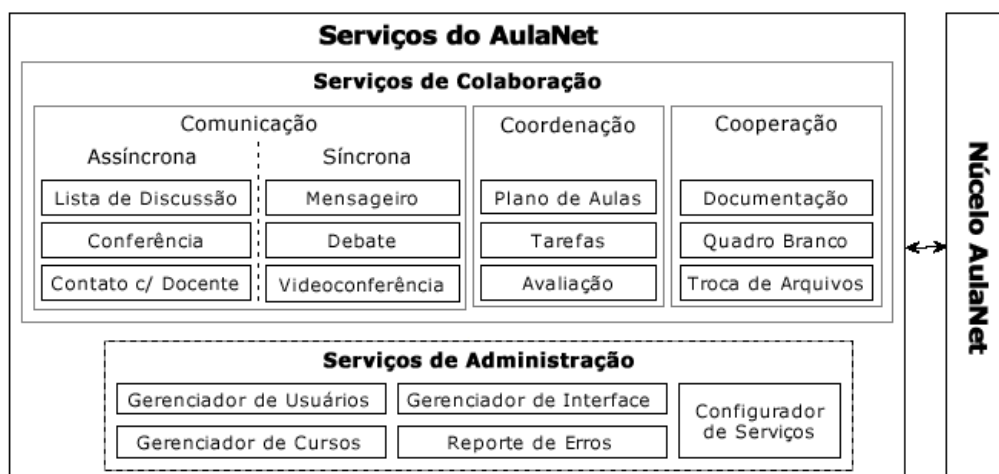 Serviços do AulaNet
Serviços de Colaboração
Comunicação
Assíncrona
Síncrona
Lista de Discussão
Mensageiro
Conferência
Debate
Contato c/ Docente
Videoconferência
Coordenação
Plano de Aulas
Tarefas
Avaliação
Cooperação
Documentação
Quadro Branco
Troca de Arquivos
Serviços de Administração
Gerenciador de Usuários
Gerenciador de Interface
Gerenciador de Cursos
Reporte de Erros
Configurador
de Serviços
Núcelo AulaNet